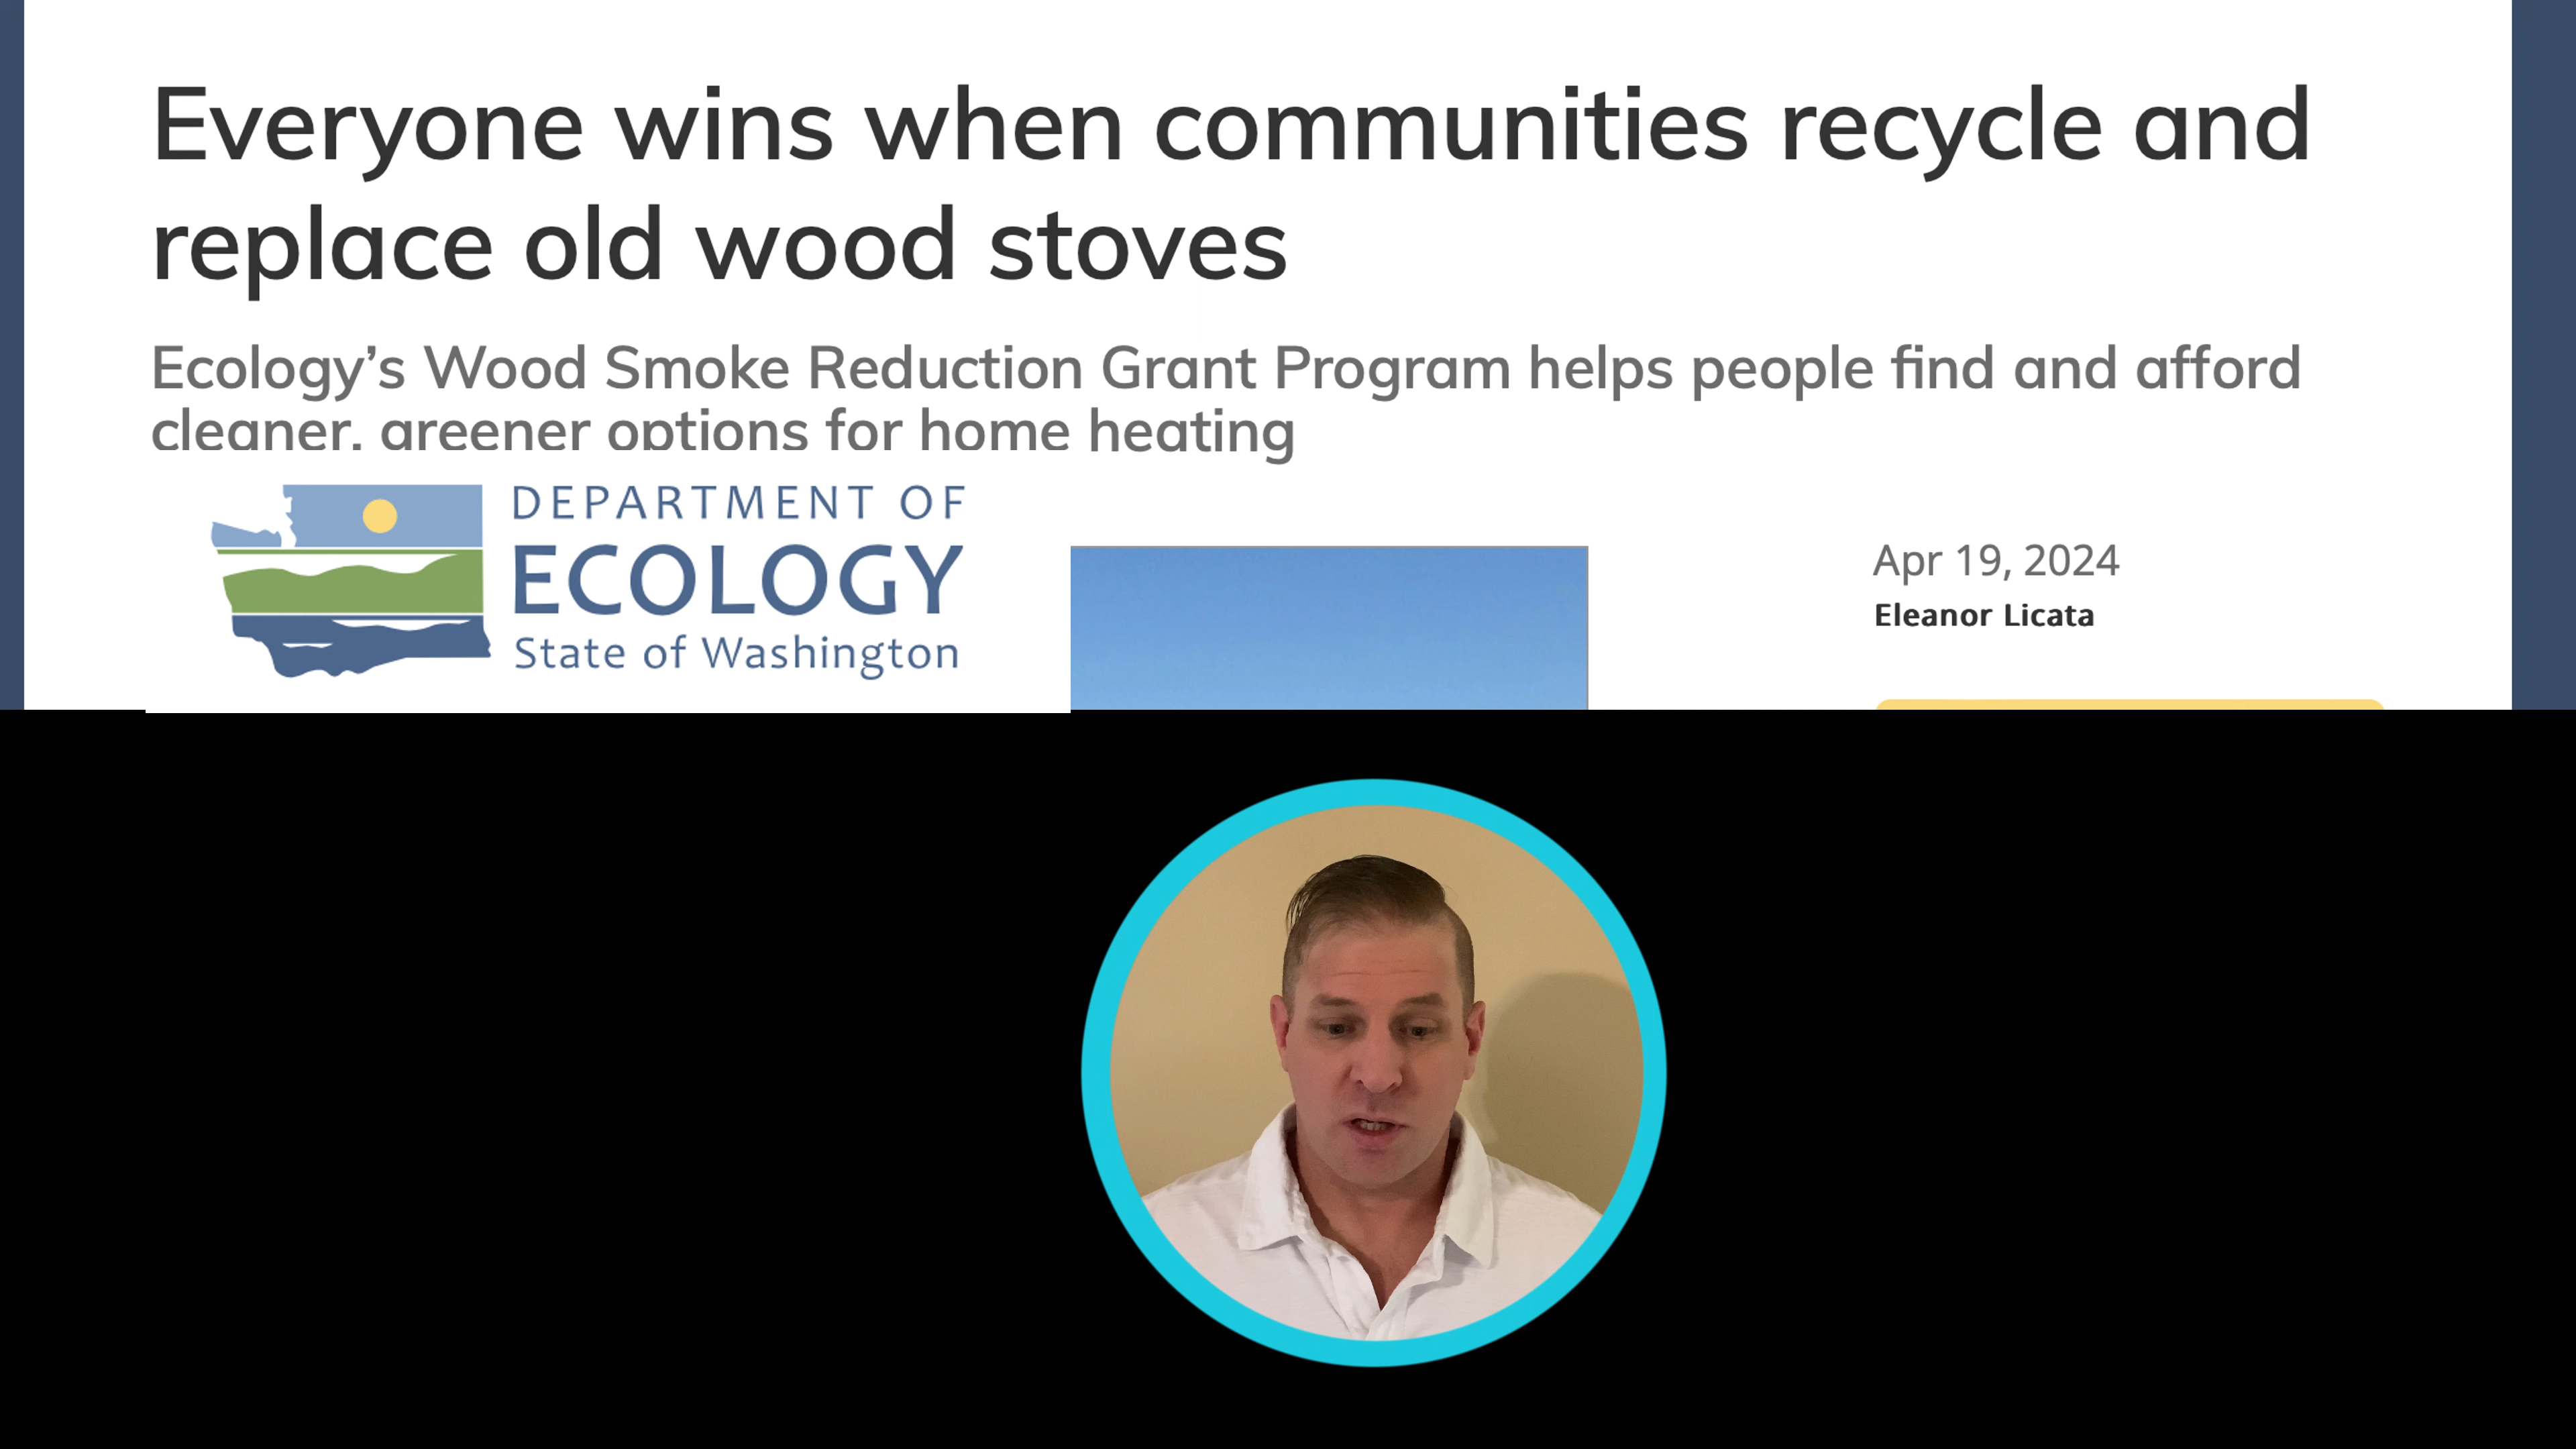 Everyone wins when communities recycle and
replace old wood stoves
Ecology's Wood Smoke Reduction Grant Program helps people find and afford
cleaner, greener options for home heating
DEPARTMENT OF
ECOLOGY
State of Washington
Apr 19, 2024
Eleanor Licata